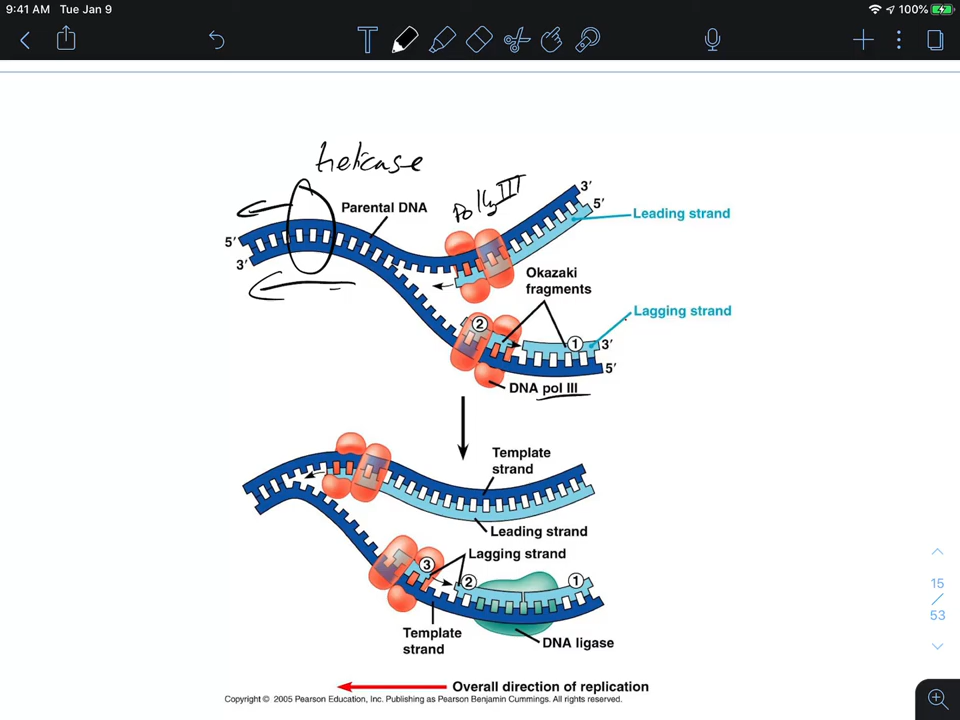 9:41 AM Tue Jan 9
100%
T
helicase
Poly III
3'
5'
Parental DNA
Leading strand
5'
3'
Okazaki
fragments
Lagging strand
2
1
3'
5'
DNA pol III
Template
strand
Leading strand
Lagging strand
3
2
1
Template
strand
DNA ligase
15
/
53
Overall direction of replication
Copyright © 2005 Pearson Education, Inc. Publishing as Pearson Benjamin Cummings. All rights reserved.